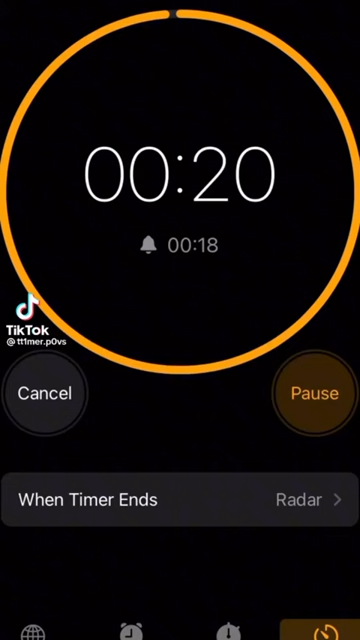 00:20
00:18
TikTok
@ tt1mer.p0vs
Cancel
Pause
When Timer Ends
Radar